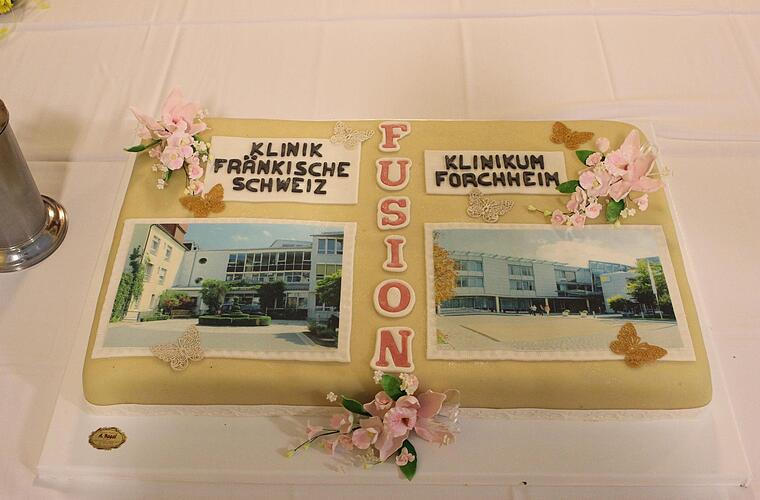 KLINIK
FRÄNKISCHE
SCHWEIZ
FUSION
KLINIKUM
FORCHHEIM